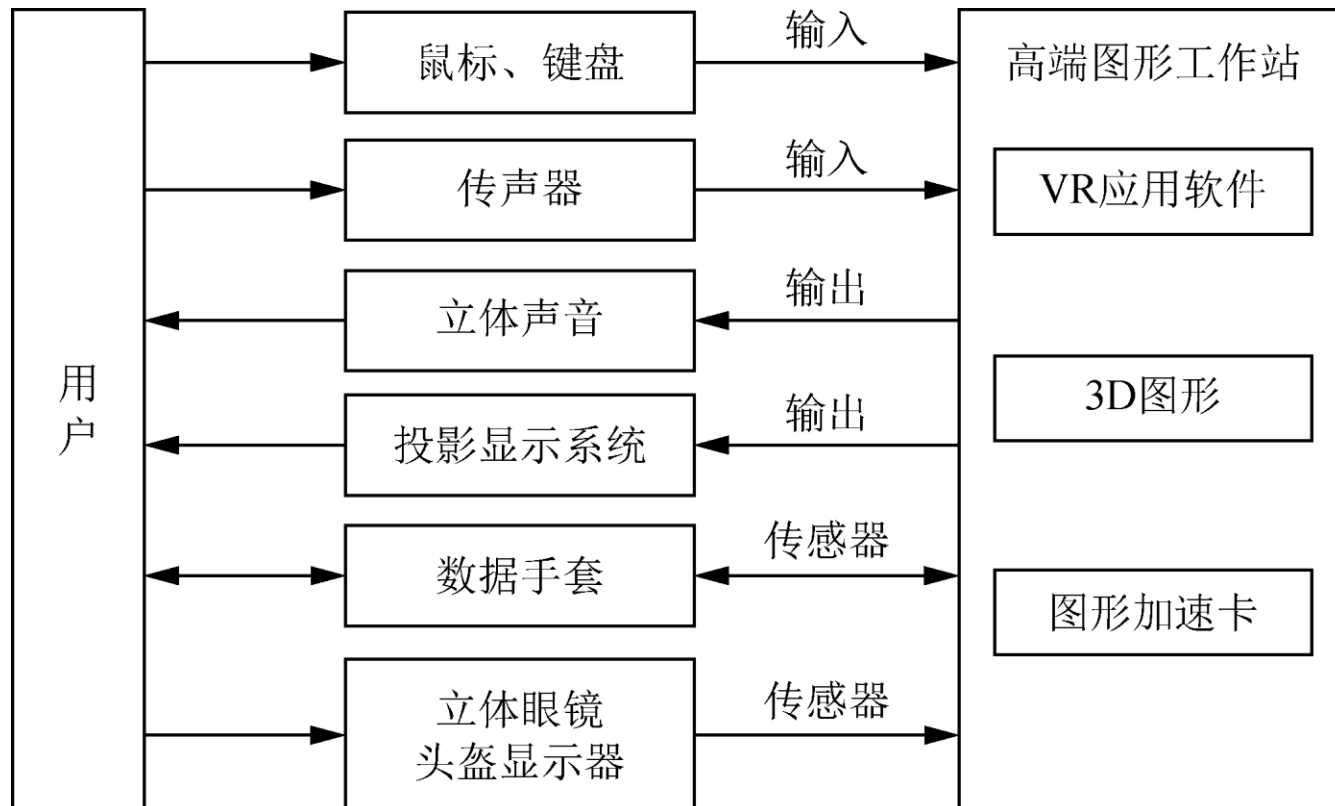 用户
鼠标、键盘
输入
传声器
输入
立体声音
输出
投影显示系统
输出
数据手套
传感器
立体眼镜
头盔显示器
传感器
高端图形工作站
VR应用软件
3D图形
图形加速卡